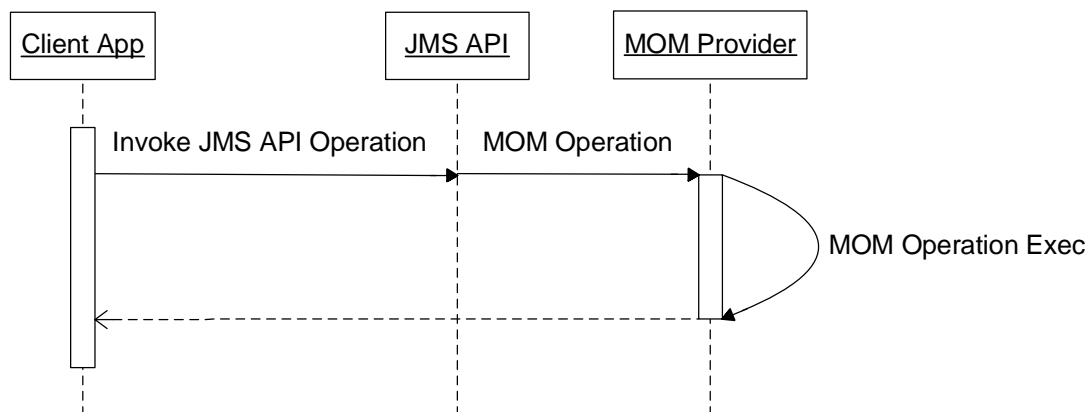 Client App
JMS API
MOM Provider
Invoke JMS API Operation
MOM Operation
MOM Operation Exec